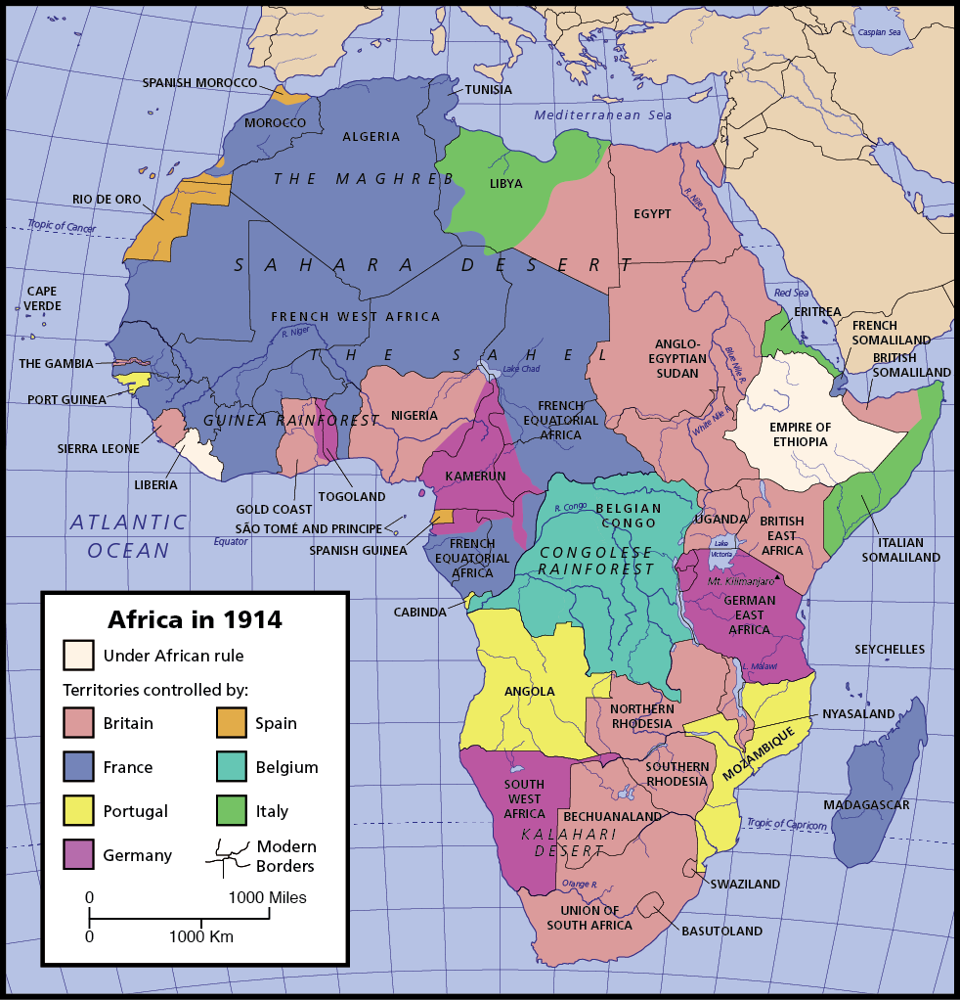 Caspian Sea
SPANISH MOROCCO
TUNISIA
Mediterranean Sea
MOROCCO
ALGERIA
THE MAGHREB
LIBYA
R. Nile
RIO DE ORO
EGYPT
Tropic of Cancer
SAHARA DESERT
CAPE
VERDE
Red Sea
ERITREA
FRENCH WEST AFRICA
R. Niger
FRENCH
SOMALILAND
THE SAHEL
ANGLO-
EGYPTIAN
SUDAN
Blue Nile R.
BRITISH
SOMALILAND
THE GAMBIA
Lake Chad
PORT GUINEA
GUINEA RAINFOREST
NIGERIA
FRENCH
EQUATORIAL
AFRICA
White Nile R.
EMPIRE OF
ETHIOPIA
SIERRA LEONE
LIBERIA
KAMERUN
TOGOLAND
GOLD COAST
ATLANTIC
OCEAN
SÃO TOMÉ AND PRINCIPE
Equator
SPANISH GUINEA
R. Congo
BELGIAN
CONGO
UGANDA
BRITISH
EAST
AFRICA
ITALIAN
SOMALILAND
FRENCH
EQUATORIAL
AFRICA
CONGOLESE
RAINFOREST
Lake
Victoria
Mt. Kilimanjaro
GERMAN
EAST
AFRICA
CABINDA
SEYCHELLES
L. Malawi
ANGOLA
NORTHERN
RHODESIA
NYASALAND
MOZAMBIQUE
SOUTHERN
RHODESIA
SOUTH
WEST
AFRICA
BECHUANALAND
KALAHARI
DESERT
MADAGASCAR
Tropic of Capricorn
Orange R.
SWAZILAND
UNION OF
SOUTH AFRICA
BASUTOLAND
Africa in 1914
Under African rule
Territories controlled by:
Britain
Spain
France
Belgium
Portugal
Italy
Germany
Modern
Borders
0 1000 Miles
0 1000 Km